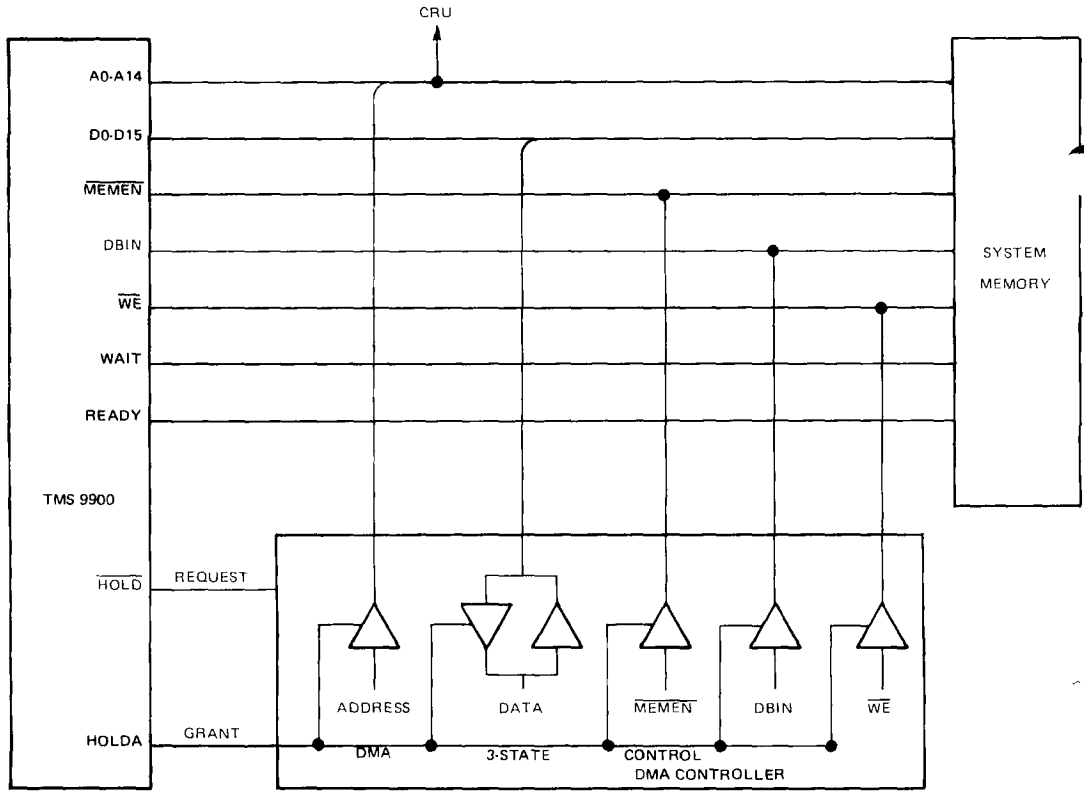 CRU
A0-A14
D0-D15
MEMEN
DBIN
WE
WAIT
READY
TMS 9900
HOLD
REQUEST
HOLDA
GRANT
SYSTEM
MEMORY
ADDRESS
DATA
MEMEN
DBIN
WE
DMA
3-STATE
CONTROL
DMA CONTROLLER